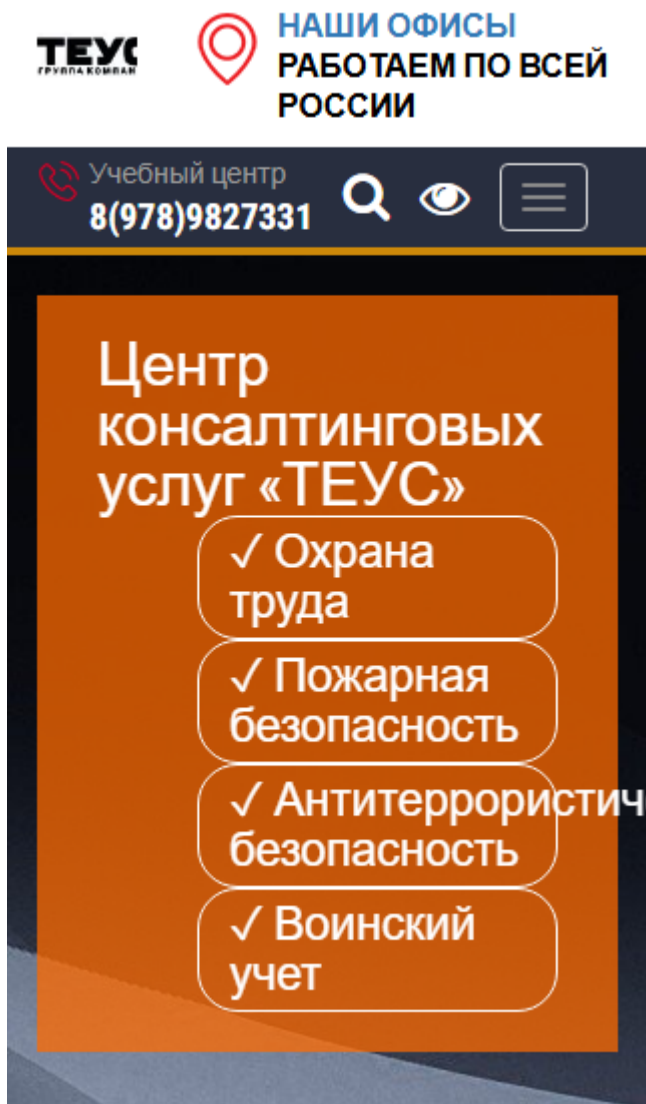 ТЕУС
НАШИ ОФИСЫ
РАБОТАЕМ ПО ВСЕЙ
РОССИИ
Учебный центр
8(978)9827331
Центр
консалтинговых
услуг «ТЕУС»
✓ Охрана
труда
✓ Пожарная
безопасность
✓ Антитеррористич
безопасность
✓ Воинский
учет